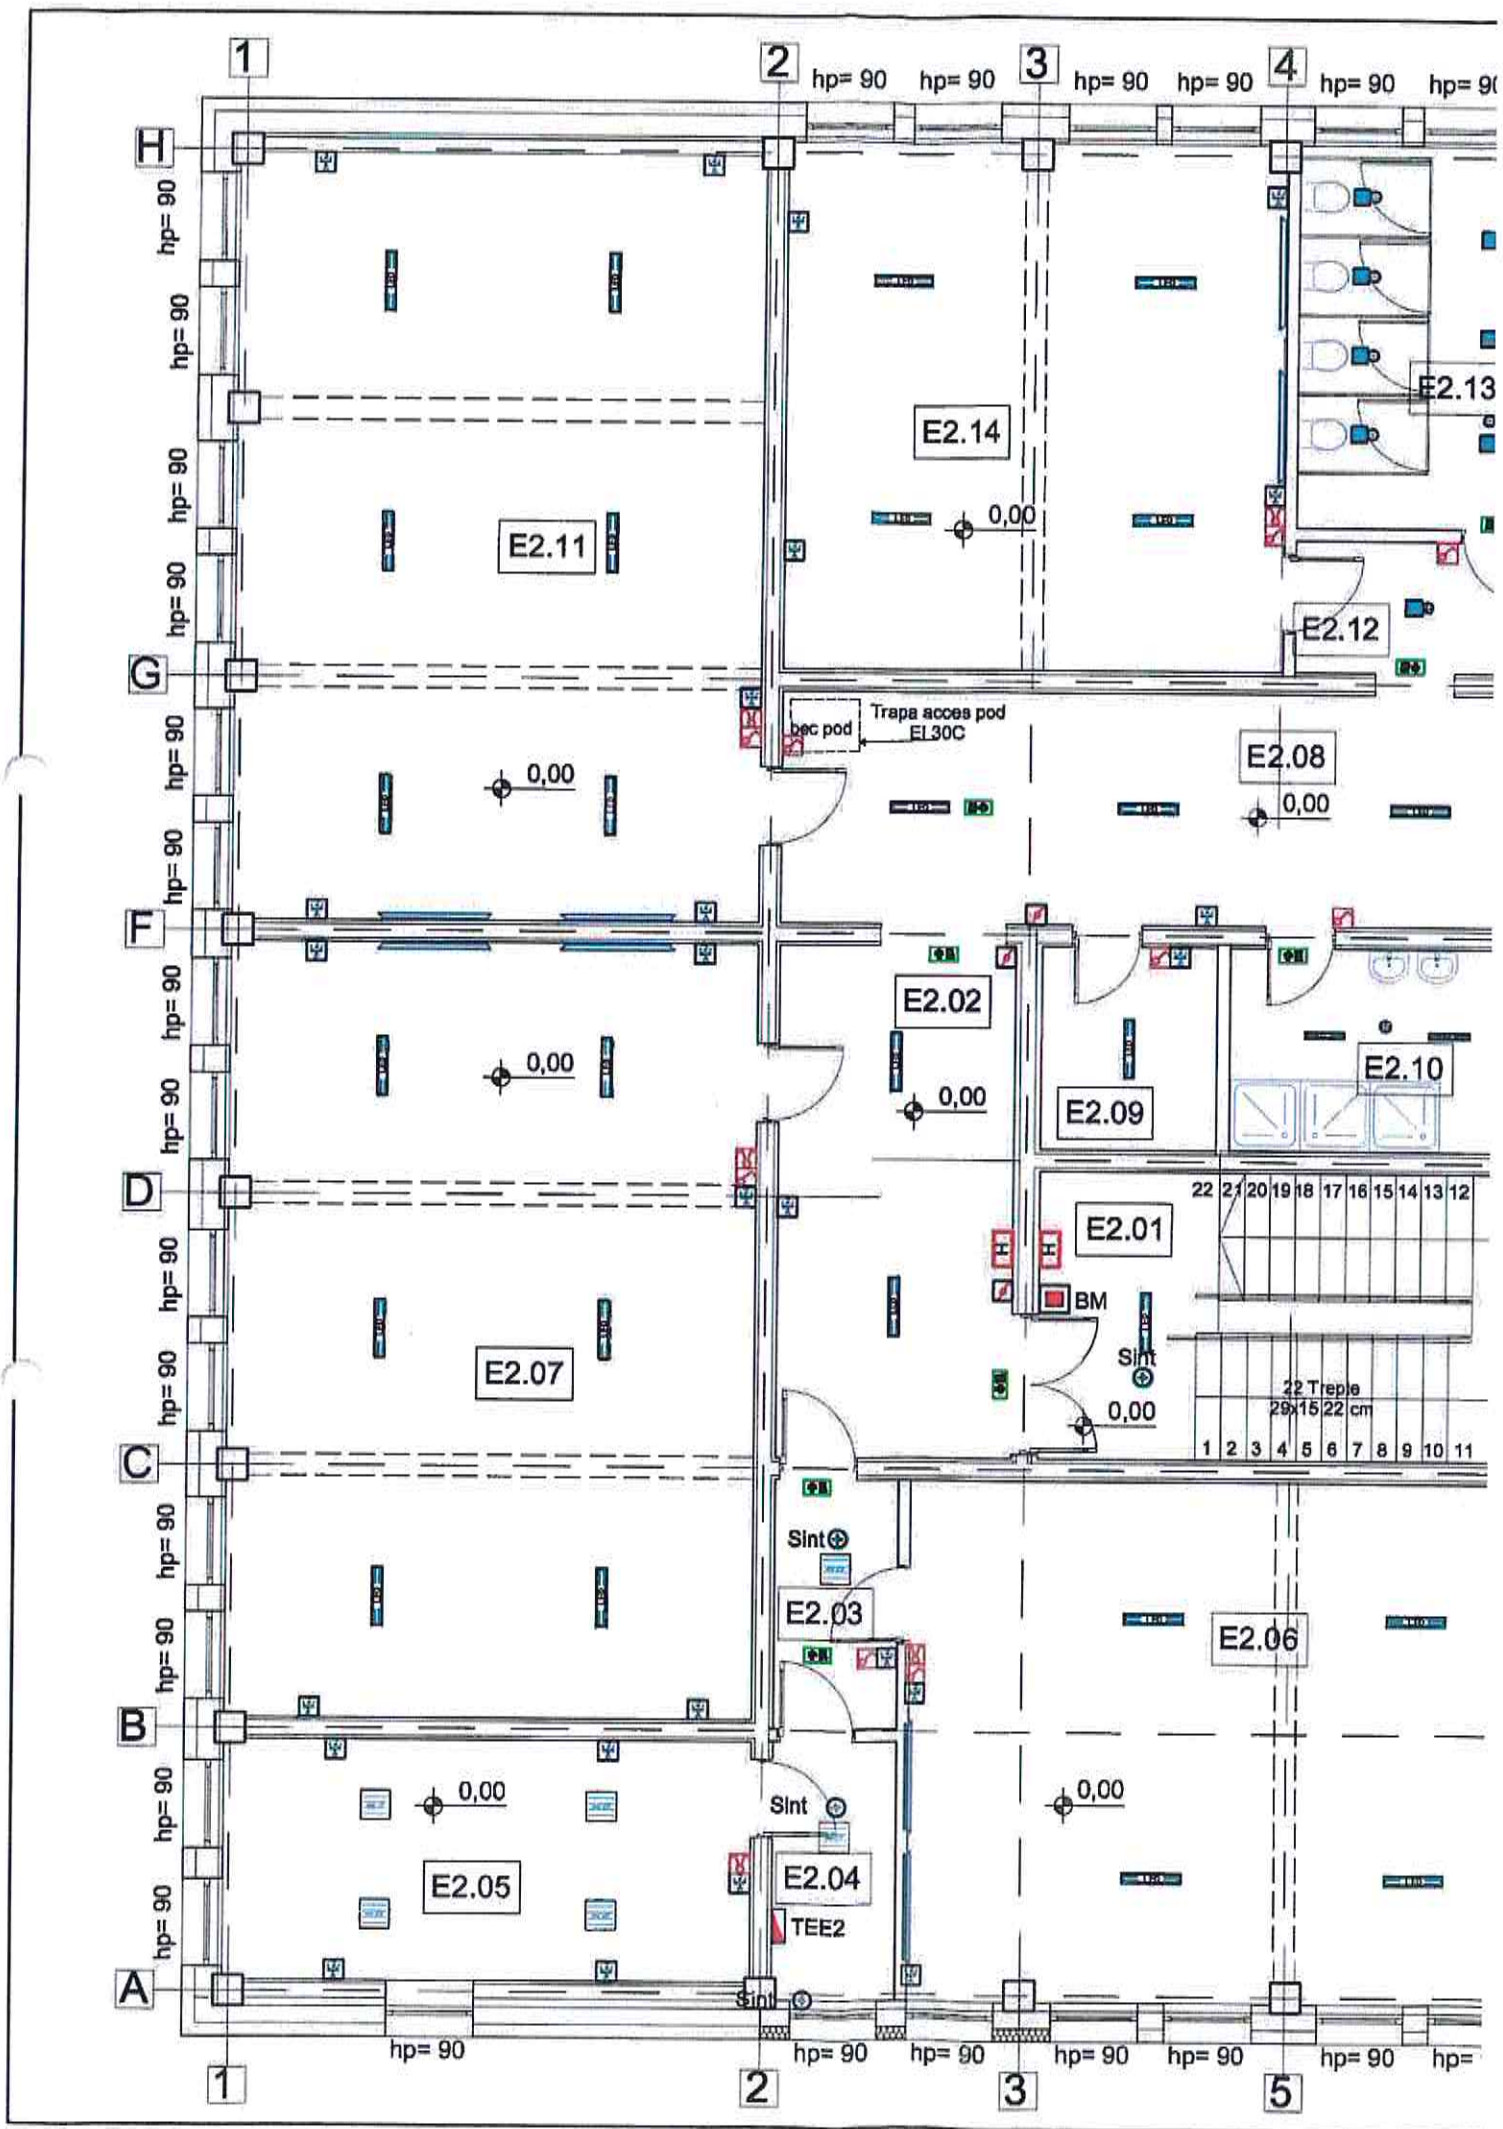 1
2
hp= 90
hp= 90
3
hp= 90
hp= 90
4
hp= 90
H
hp= 90
hp= 90
E2.13
E2.14
0,00
hp= 90
E2.11
hp= 90
E2.12
G
Trapa acces pod
EI 30C
bec pod
E2.08
hp= 90
0,00
0,00
hp= 90
F
E2.02
hp= 90
0,00
0,00
E2.10
E2.09
hp= 90
D
22 21 20 19 18 17 16 15 14 13 12
E2.01
H
H
hp= 90
BM
Sint
E2.07
hp= 90
22 Trepte
29x15,22 cm
0,00
1 2 3 4 5 6 7 8 9 10 11
C
hp= 90
Sint
E2.03
E2.06
hp= 90
B
hp= 90
0,00
Sint
0,00
E2.05
E2.04
hp= 90
TEE2
A
Sint
hp= 90
hp= 90
hp= 90
hp= 90
hp= 90
hp= 90
hp=
1
2
3
5